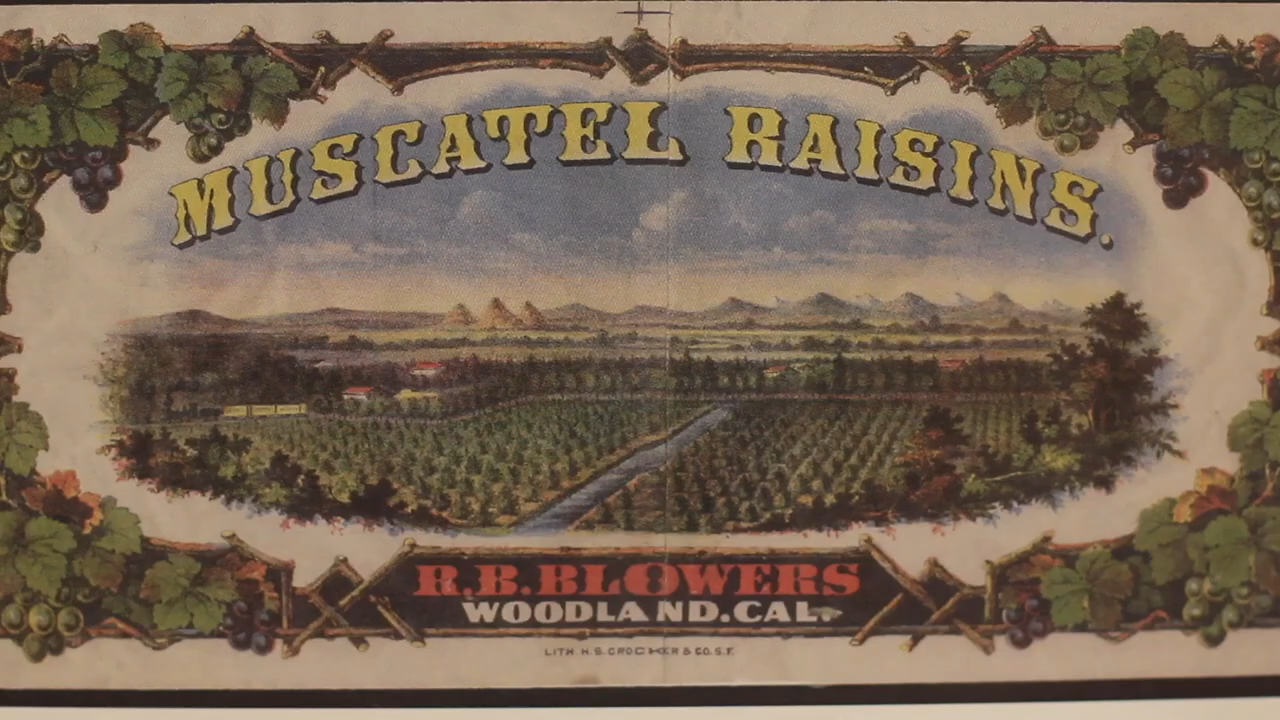 MUSCATEL RAISINS.
R.B.BLOWERS
WOODLAND.CAL.
LITH H.S.CROCKER & CO.S.F.